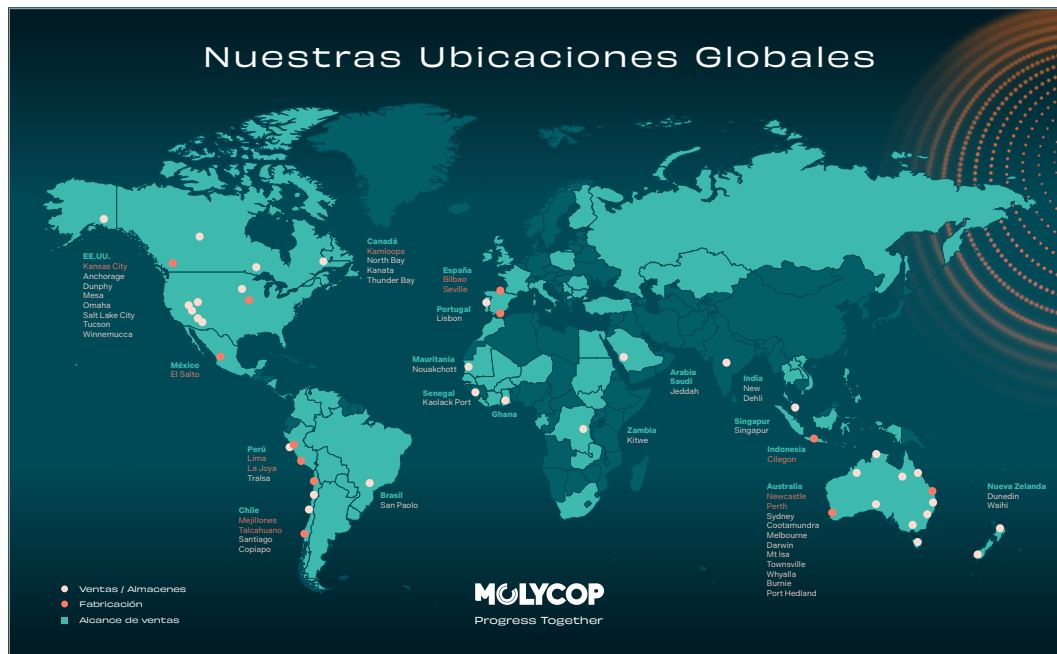 Nuestras Ubicaciones Globales
EE.UU.
Kansas City
Anchorage
Dunphy
Mesa
Omaha
Salt Lake City
Tucson
Winnemucca
Canadá
Kamloops
North Bay
Kanata
Thunder Bay
México
El Salto
España
Bilbao
Seville
Portugal
Lisbon
Mauritania
Nouakchott
Senegal
Kaolack Port
Ghana
Arabia
Saudí
Jeddah
India
New
Dehli
Singapur
Singapur
Zambia
Kitwe
Indonesia
Cilegon
Perú
Lima
La Joya
Tralsa
Brasil
San Paolo
Chile
Mejillones
Talcahuano
Santiago
Copiapo
Australia
Newcastle
Perth
Sydney
Cootamundra
Melbourne
Darwin
Mt Isa
Townsville
Whyalla
Burnie
Port Hedland
Nueva Zelanda
Dunedin
Waihi
Ventas / Almacenes
Fabricación
Alcance de ventas
MOLYCOP
Progress Together